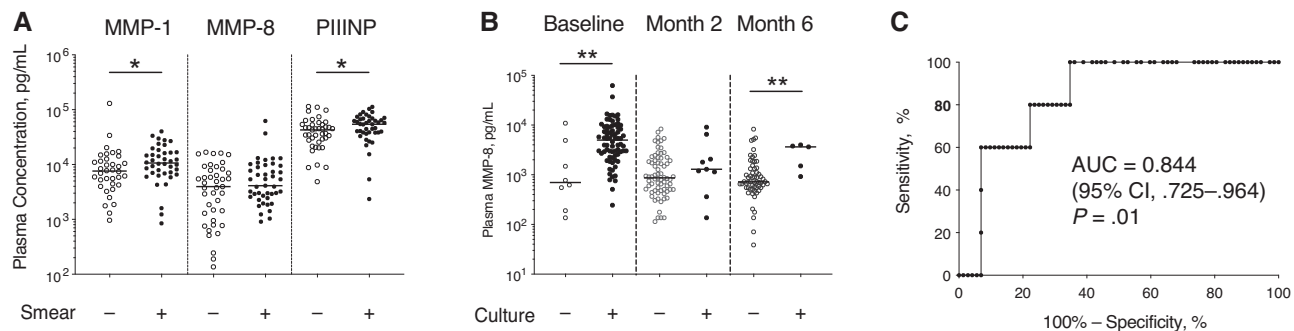 A
MMP-1 MMP-8 PIIINP
Plasma Concentration, pg/mL
10^6
10^5
10^4
10^3
10^2
* *
Smear – + – + – +
B
Baseline Month 2 Month 6
Plasma MMP-8, pg/mL
10^5
10^4
10^3
10^2
10^1
** **
Culture – + – + – +
C
Sensitivity, %
100
80
60
40
20
0
AUC = 0.844
(95% CI, .725–.964)
P = .01
0 20 40 60 80 100
100% – Specificity, %